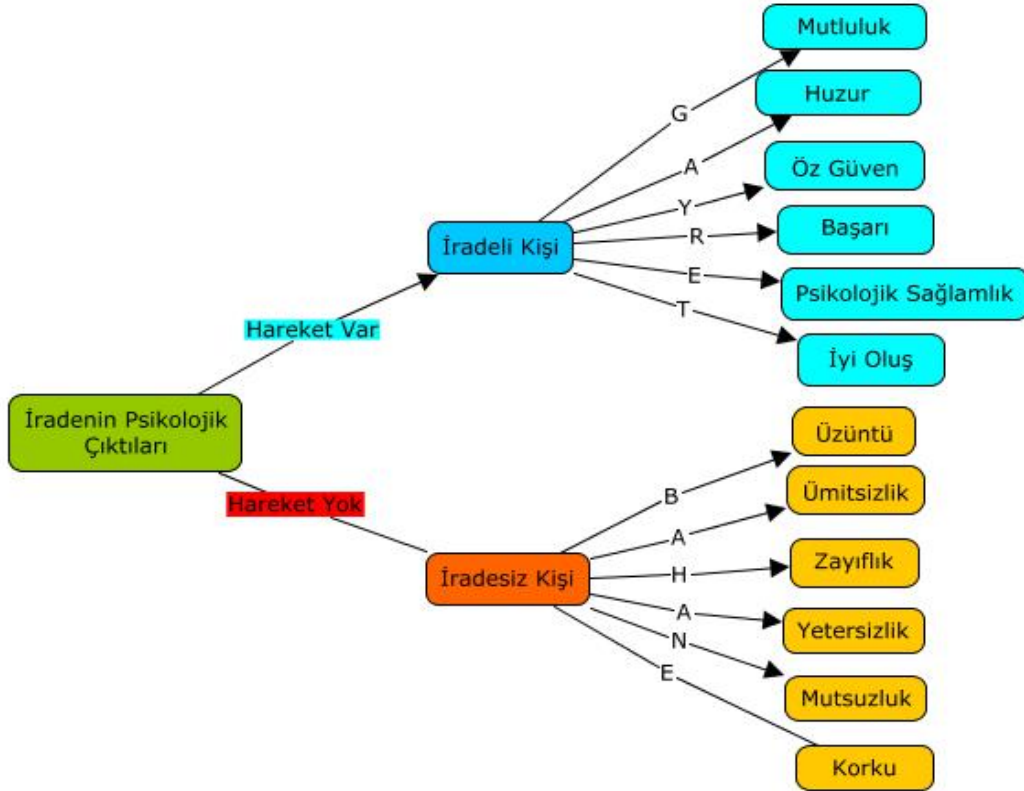 Mutluluk
G
Huzur
A
Öz Güven
Y
İradeli Kişi
R
Başarı
E
Psikolojik Sağlamlık
T
İyi Oluş
Hareket Var
İradenin Psikolojik
Çıktıları
Hareket Yok
Üzüntü
B
Ümitsizlik
A
İradesiz Kişi
H
Zayıflık
A
Yetersizlik
N
Mutsuzluk
E
Korku